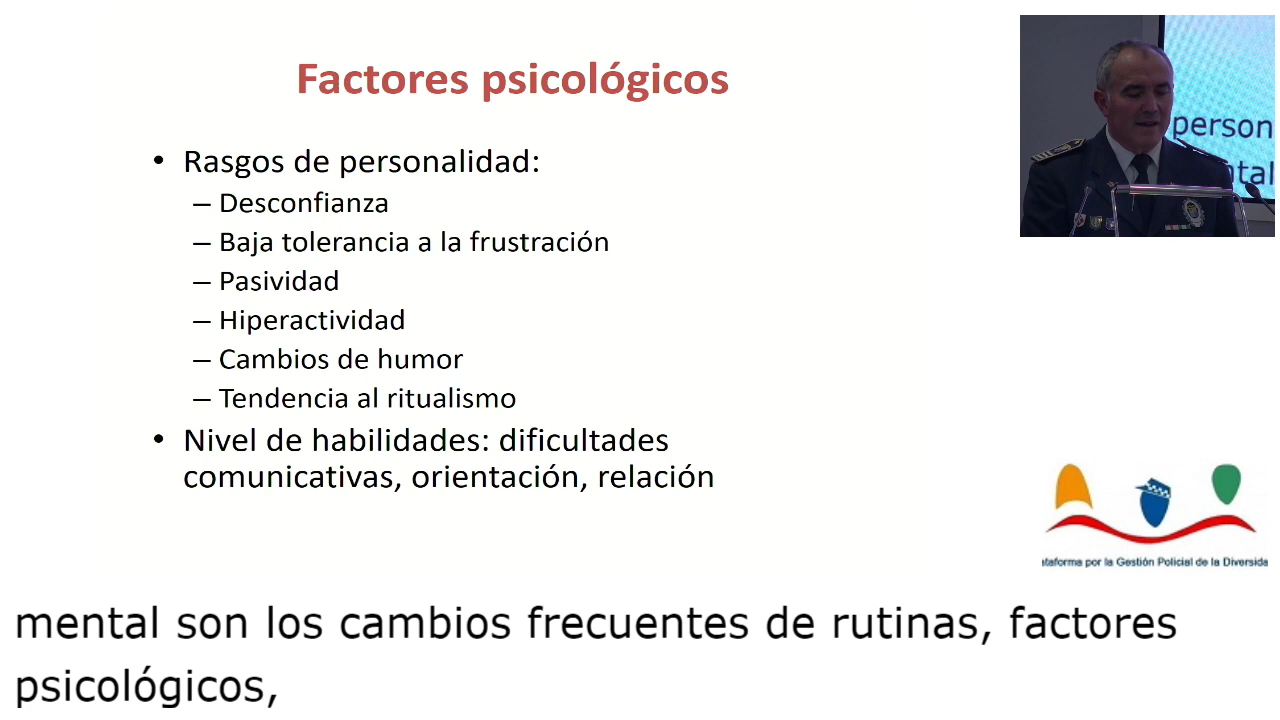 Factores psicológicos
• Rasgos de personalidad:
– Desconfianza
– Baja tolerancia a la frustración
– Pasividad
– Hiperactividad
– Cambios de humor
– Tendencia al ritualismo
• Nivel de habilidades: dificultades
comunicativas, orientación, relación
person
ntal
ataforma por la Gestión Policial de la Diversida
mental son los cambios frecuentes de rutinas, factores
psicológicos,